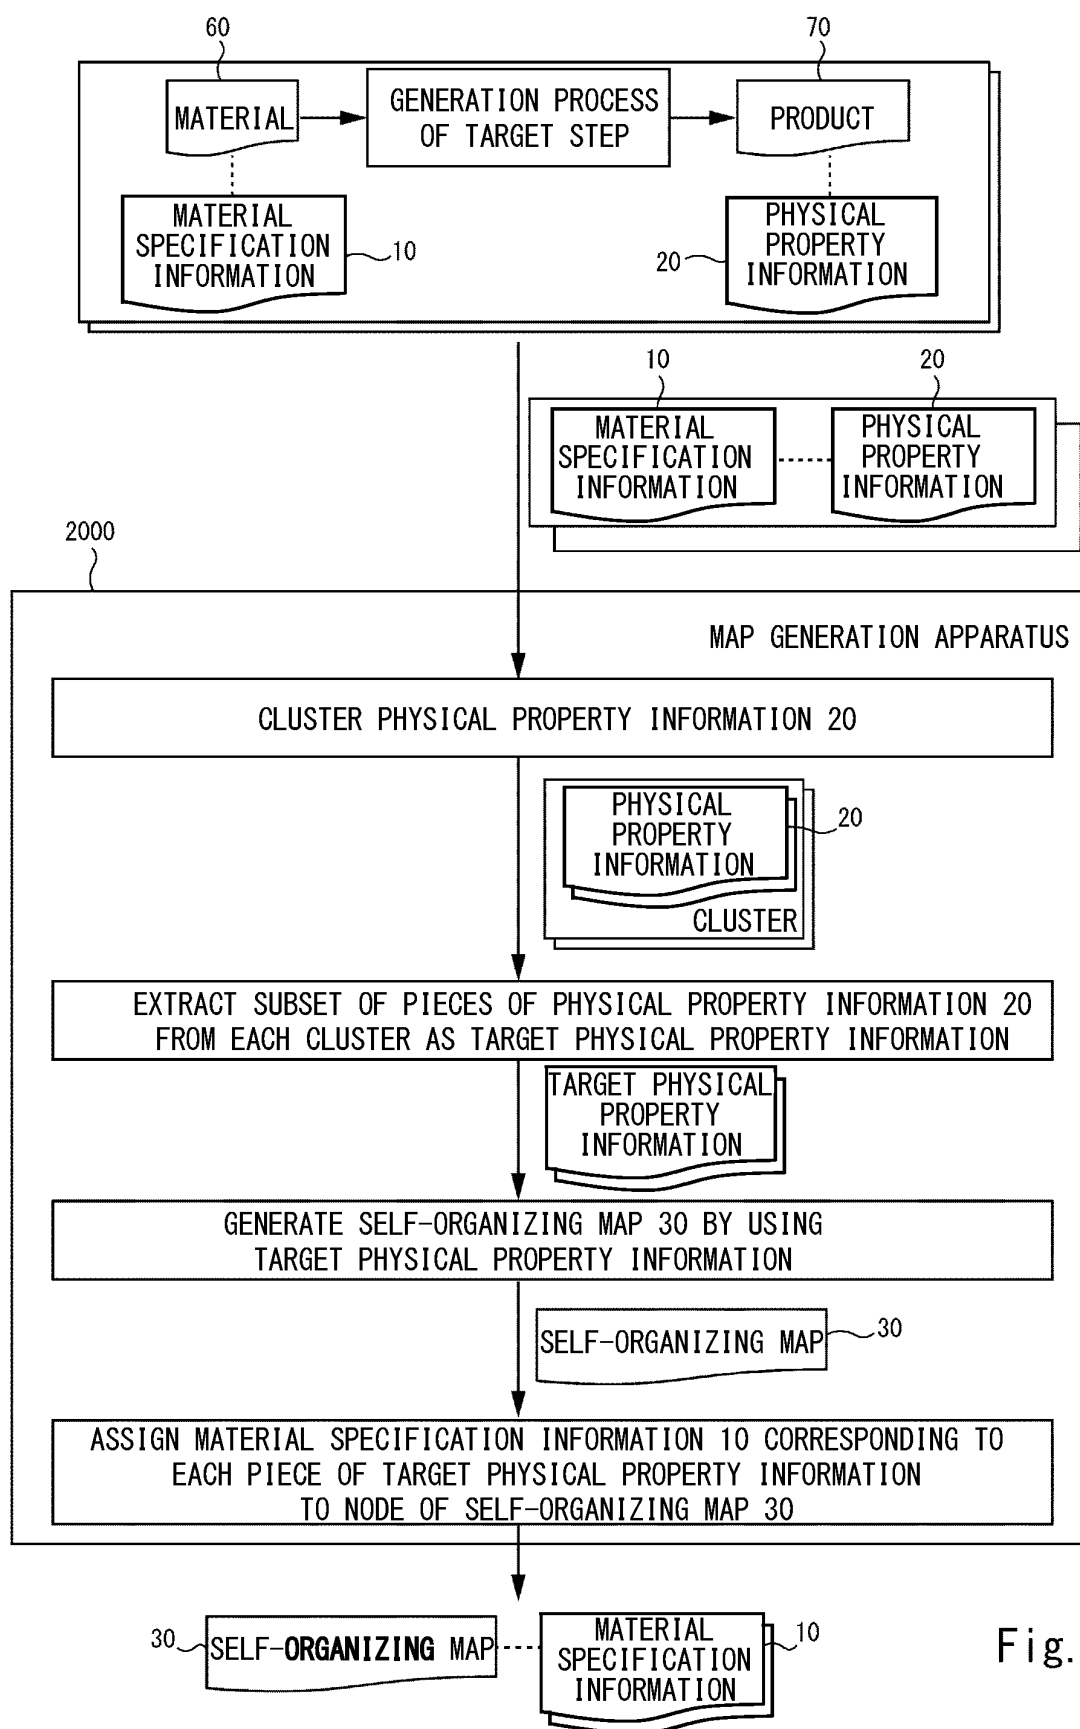 60
70
MATERIAL
GENERATION PROCESS
OF TARGET STEP
PRODUCT
MATERIAL
SPECIFICATION
INFORMATION
10
20
PHYSICAL
PROPERTY
INFORMATION
10
20
MATERIAL
SPECIFICATION
INFORMATION
PHYSICAL
PROPERTY
INFORMATION
2000
MAP GENERATION APPARATUS
CLUSTER PHYSICAL PROPERTY INFORMATION 20
PHYSICAL
PROPERTY
INFORMATION
20
CLUSTER
EXTRACT SUBSET OF PIECES OF PHYSICAL PROPERTY INFORMATION 20
FROM EACH CLUSTER AS TARGET PHYSICAL PROPERTY INFORMATION
TARGET PHYSICAL
PROPERTY
INFORMATION
GENERATE SELF-ORGANIZING MAP 30 BY USING
TARGET PHYSICAL PROPERTY INFORMATION
SELF-ORGANIZING MAP
30
ASSIGN MATERIAL SPECIFICATION INFORMATION 10 CORRESPONDING TO
EACH PIECE OF TARGET PHYSICAL PROPERTY INFORMATION
TO NODE OF SELF-ORGANIZING MAP 30
30
SELF-ORGANIZING MAP
MATERIAL
SPECIFICATION
INFORMATION
10
Fig.